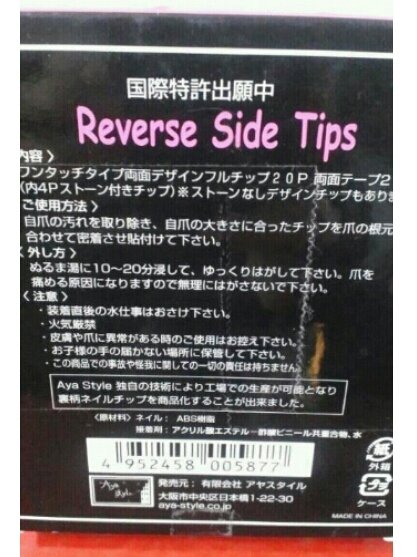 国際特許出願中
Reverse Side Tips
内容〉
ワンタッチタイプ両面デザインフルチップ20P 両面テープ2
(内4Pストーン付きチップ)※ストーンなしデザインチップもありま
ご使用方法〉
自爪の汚れを取り除き、自爪の大きさに合ったチップを爪の根元
合わせて密着させ貼付けて下さい。
〈外し方〉
ぬるま湯に10〜20分浸して、ゆっくりはがして下さい。爪を
痛める原因になりますので無理にはがさないで下さい。
〈注意〉
・装着直後の水仕事はおさけ下さい。
・火気厳禁
・皮膚や爪に異常がある時のご使用はお控え下さい。
・お子様の手の届かない場所に保管して下さい。
・この商品での事故や怪我に関しての一切の責任は持ちません。
Aya Style 独自の技術により工場での生産が可能となり
裏柄ネイルチップを商品化することが出来ました。
〈原材料〉ネイル：ABS樹脂
接着剤：アクリル酸エステル－酢酸ビニール共重合物、水
4 952458 005877
紙
外箱
プラ
ケース
Aya style
発売元：有限会社 アヤスタイル
大阪市中央区日本橋1-22-30
aya-style.co.jp
MADE IN CHINA